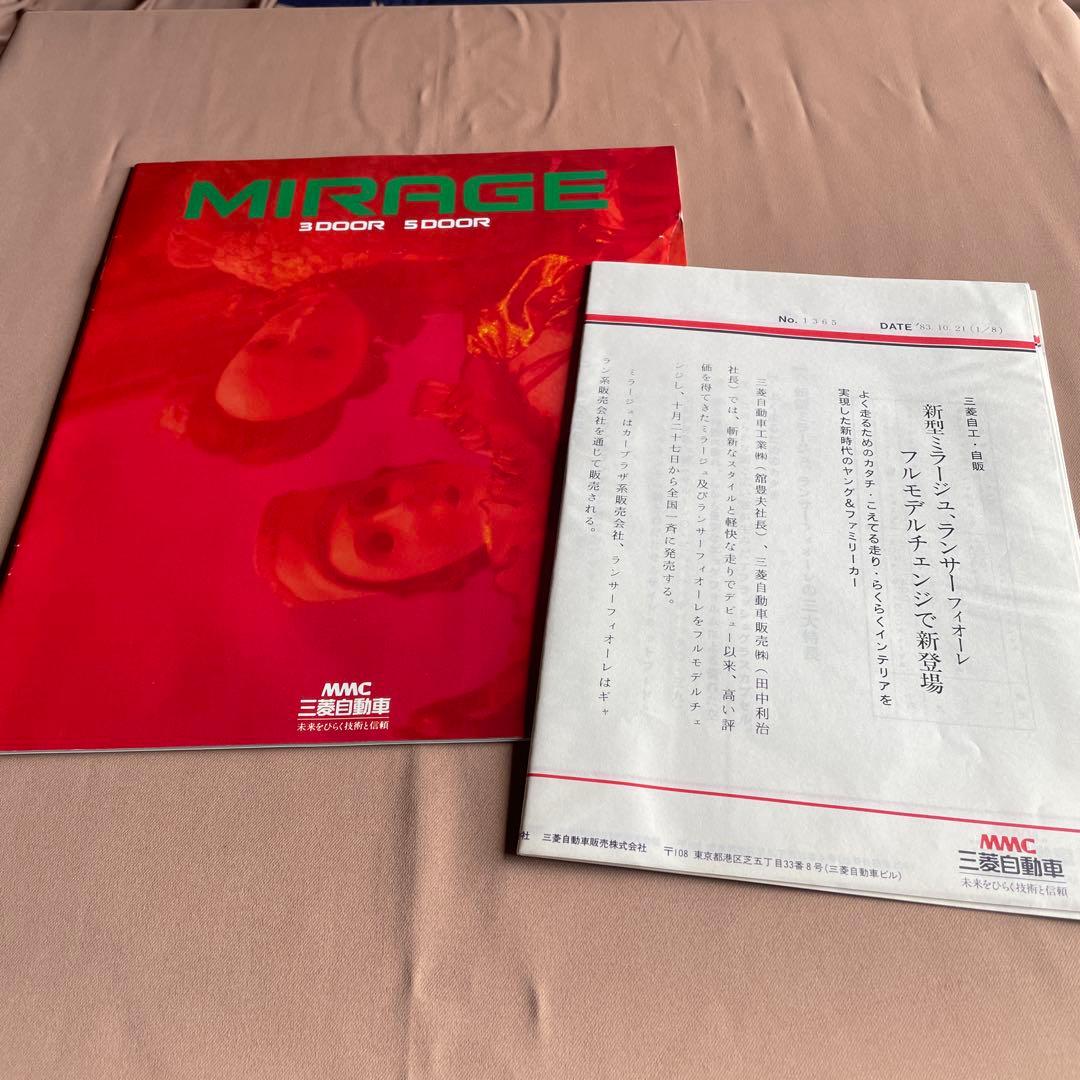 MIRAGE
3 DOOR 5 DOOR
MMC
三菱自動車
未来をひらく技術と信頼
No. 1365
DATE '83.10.21(1/8)
三菱自工・自販
新型ミラージュ、ランサーフィオーレ
フルモデルチェンジで新登場
よく走るためのカタチ・こえてる走り・らくらくインテリアを
実現した新時代のヤング&ファミリーカー
三菱自動車工業㈱(舘豊夫社長)、三菱自動車販売㈱(田中利治
社長)では、斬新なスタイルと軽快な走りでデビュー以来、高い評
価を得てきたミラージュ及びランサーフィオーレをフルモデルチェ
ンジし、十月二十七日から全国一斉に発売する。
ミラージュはカープラザ系販売会社、ランサーフィオーレはギャ
ラン系販売会社を通じて販売される。
社 三菱自動車販売株式会社 〒108 東京都港区芝五丁目33番8号(三菱自動車ビル)
MMC
三菱自動車
未来をひらく技術と信頼